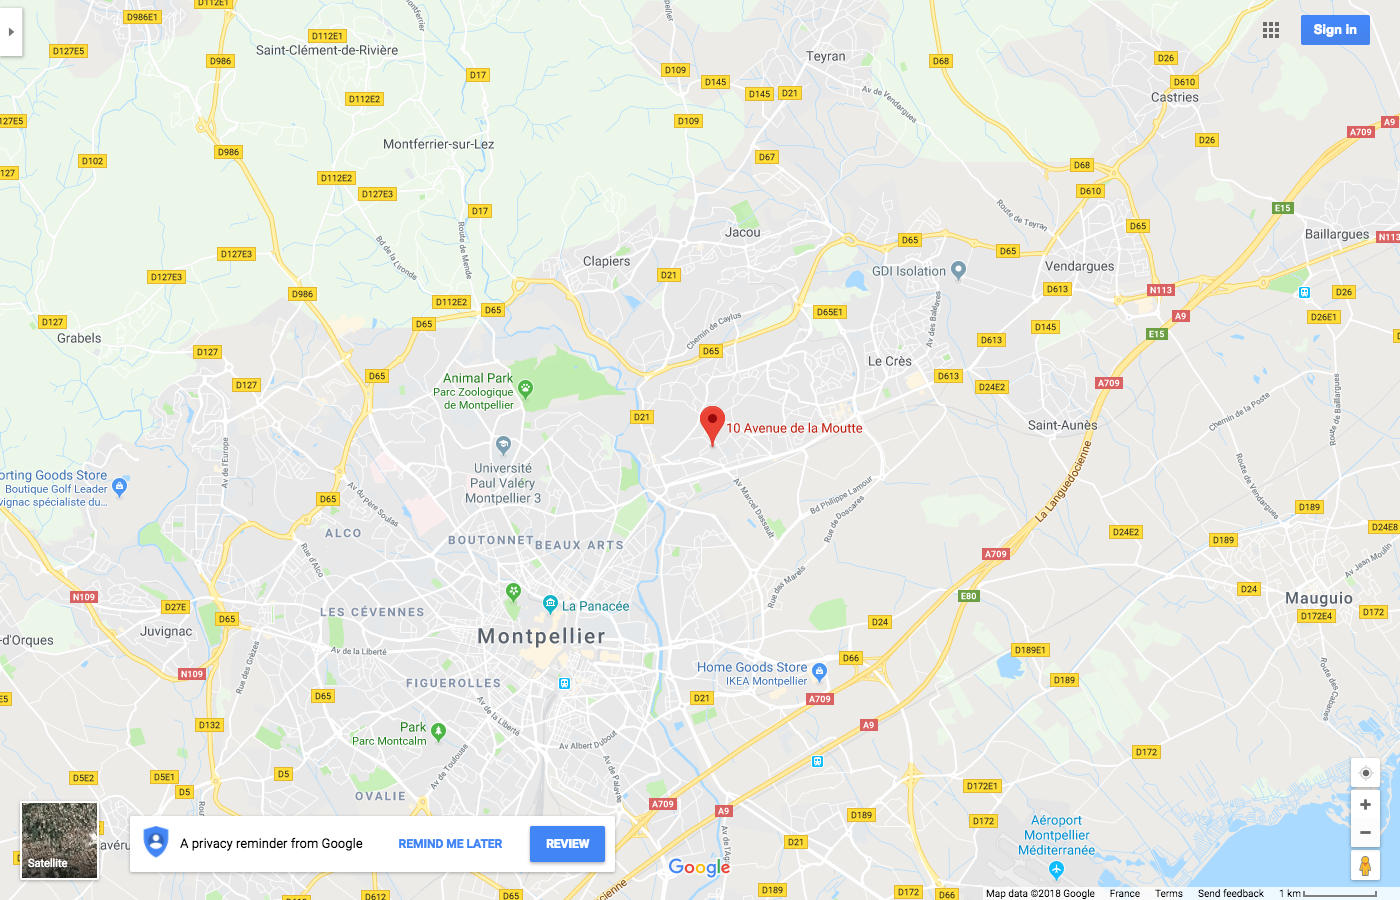 D986E1
D112E1
D112E1
Saint-Clément-de-Rivière
D127E5
D986
D17
D109
D145
Teyran
D68
D26
D610
Castries
Sign in
D112E2
D145
D21
Av de Vendargues
D109
D26
A709
A9
Montferrier-sur-Lez
D986
D102
D67
D68
D112E2
D127E3
D610
D17
Route de Mende
Bd de la Lironde
Jacou
Route de Teyran
E15
D65
D65
D65
Baillargues
N113
D127E3
Clapiers
D21
GDI Isolation
Vendargues
D127E3
D986
D112E2
D65
D613
N113
D26
D65
D127
D65E1
A9
D26E1
Chemin de Caylus
Av des Baléares
D145
E15
Grabels
D127
D65
D613
Le Crès
D65
D127
Animal Park
Parc Zoologique
de Montpellier
D613
D24E2
A709
Chemin de la Poste
Route de Baillargues
D21
10 Avenue de la Moutte
Saint-Aunès
Av de l'Europe
Université
Paul Valéry
Montpellier 3
orting Goods Store
Boutique Golf Leader
vignac spécialiste du...
D65
Av du Père Soulas
Av Marcel Dassault
Bd Philippe Lamour
Rue de Doscares
La Languedocienne
Route de Vendargues
D189
D24E8
ALCO
BOUTONNET
BEAUX ARTS
D24E2
D189
A709
Rue d'Alco
Av Jean Moulin
Rue des Marels
N109
E80
D24
Mauguio
D27E
LES CÉVENNES
La Panacée
D172E4
D172
D65
D24
Juvignac
-d'Orques
Montpellier
Av de la Liberté
D66
D189E1
N109
Rue des Grèzes
Home Goods Store
IKEA Montpellier
D189
Route des Cabanes
FIGUEROLLES
D65
D21
A709
D132
Av de la Liberté
Park
Parc Montcalm
A9
Av Albert Dubout
D172
Av de Toulouse
Av de Palavas
D5E2
D5E1
D5
D5
OVALIE
D172E1
A709
A9
D189
D172
Aéroport
Montpellier
Méditerranée
D21
Satellite
A privacy reminder from Google
REMIND ME LATER
REVIEW
Google
D65
D612
D189
D172
D66
Map data ©2018 Google
France
Terms
Send feedback
1 km